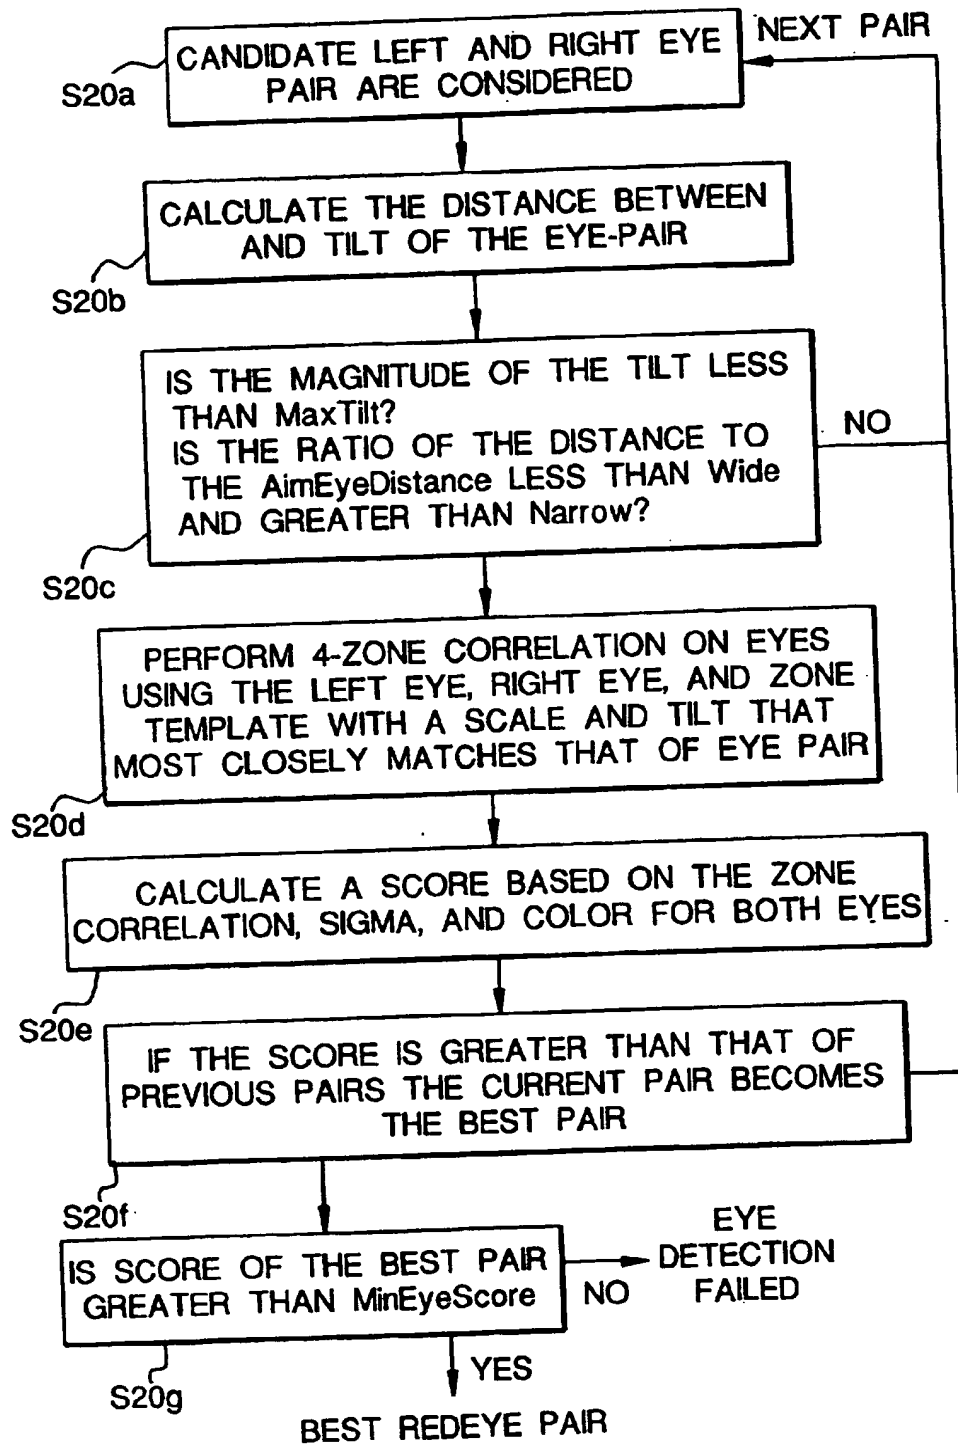 NEXT PAIR
CANDIDATE LEFT AND RIGHT EYE
PAIR ARE CONSIDERED
S20a
CALCULATE THE DISTANCE BETWEEN
AND TILT OF THE EYE-PAIR
S20b
IS THE MAGNITUDE OF THE TILT LESS
THAN MaxTilt?
IS THE RATIO OF THE DISTANCE TO
THE AimEyeDistance LESS THAN Wide
AND GREATER THAN Narrow?
NO
S20c
PERFORM 4-ZONE CORRELATION ON EYES
USING THE LEFT EYE, RIGHT EYE, AND ZONE
TEMPLATE WITH A SCALE AND TILT THAT
MOST CLOSELY MATCHES THAT OF EYE PAIR
S20d
CALCULATE A SCORE BASED ON THE ZONE
CORRELATION, SIGMA, AND COLOR FOR BOTH EYES
S20e
IF THE SCORE IS GREATER THAN THAT OF
PREVIOUS PAIRS THE CURRENT PAIR BECOMES
THE BEST PAIR
S20f
IS SCORE OF THE BEST PAIR
GREATER THAN MinEyeScore
NO
EYE
DETECTION
FAILED
S20g
YES
BEST REDEYE PAIR